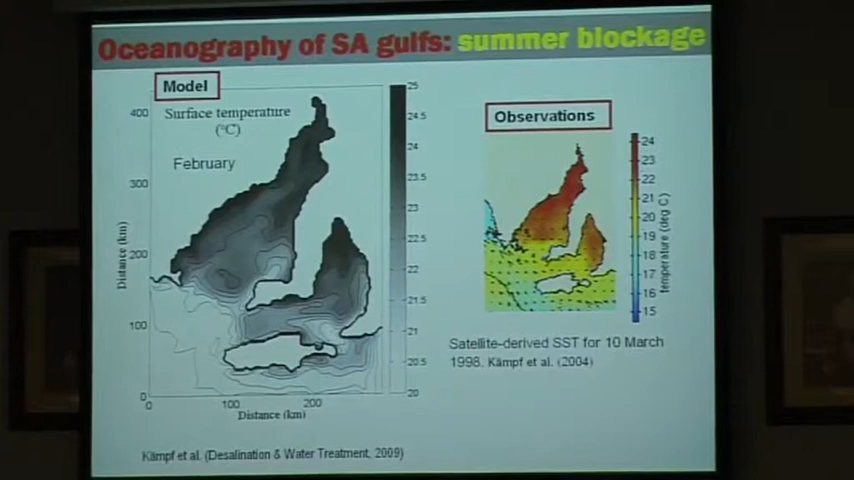 Oceanography of SA gulfs: summer blockage
Model
Surface temperature
(°C)
February
400
300
200
100
0
Distance (km)
0
100
200
Distance (km)
25
24.5
24
23.5
23
22.5
22
21.5
21
20.5
20
Observations
24
23
22
21
20
19
18
17
16
15
temperature (deg C)
Satellite-derived SST for 10 March
1998, Kämpf et al. (2004)
Kämpf et al. (Desalination & Water Treatment, 2009)